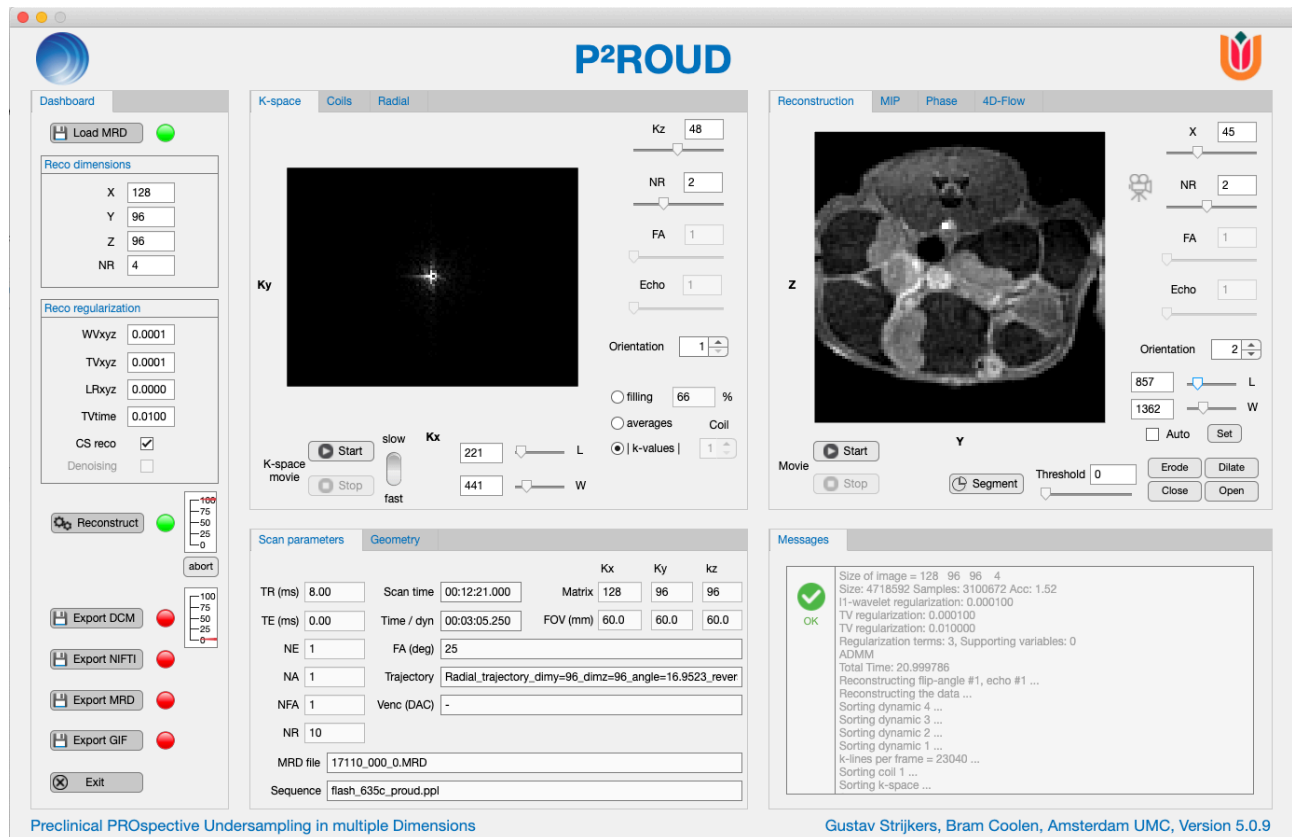 P²ROUD
Dashboard
Load MRD
Reco dimensions
X 128
Y 96
Z 96
NR 4
Reco regularization
WVxyz 0.0001
TVxyz 0.0001
LRxyz 0.0000
TVtime 0.0100
CS reco
Denoising
Reconstruct
100
75
50
25
0
abort
Export DCM
100
75
50
25
0
Export NIFTI
Export MRD
Export GIF
Exit
K-space Coils Radial
Kz 48
NR 2
FA 1
Echo 1
Ky
Orientation 1
filling 66 %
averages Coil
| k-values | 1
Kx
K-space movie
Start
Stop
slow
fast
221 L
441 W
Reconstruction MIP Phase 4D-Flow
X 45
NR 2
FA 1
Echo 1
Z
Orientation 2
857 L
1362 W
Auto Set
Y
Movie
Start
Stop
Segment
Threshold 0
Erode Dilate
Close Open
Scan parameters Geometry
Kx Ky kz
TR (ms) 8.00 Scan time 00:12:21.000 Matrix 128 96 96
TE (ms) 0.00 Time / dyn 00:03:05.250 FOV (mm) 60.0 60.0 60.0
NE 1 FA (deg) 25
NA 1 Trajectory Radial_trajectory_dimy=96_dimz=96_angle=16.9523_rever
NFA 1 Venc (DAC) -
NR 10
MRD file 17110_000_0.MRD
Sequence flash_635c_proud.ppl
Messages
OK
Size of image = 128 96 96 4
Size: 4718592 Samples: 3100672 Acc: 1.52
l1-wavelet regularization: 0.000100
TV regularization: 0.000100
TV regularization: 0.010000
Regularization terms: 3, Supporting variables: 0
ADMM
Total Time: 20.999786
Reconstructing flip-angle #1, echo #1 ...
Reconstructing the data ...
Sorting dynamic 4 ...
Sorting dynamic 3 ...
Sorting dynamic 2 ...
Sorting dynamic 1 ...
k-lines per frame = 23040 ...
Sorting coil 1 ...
Sorting k-space ...
Preclinical PROspective Undersampling in multiple Dimensions
Gustav Strijkers, Bram Coolen, Amsterdam UMC, Version 5.0.9